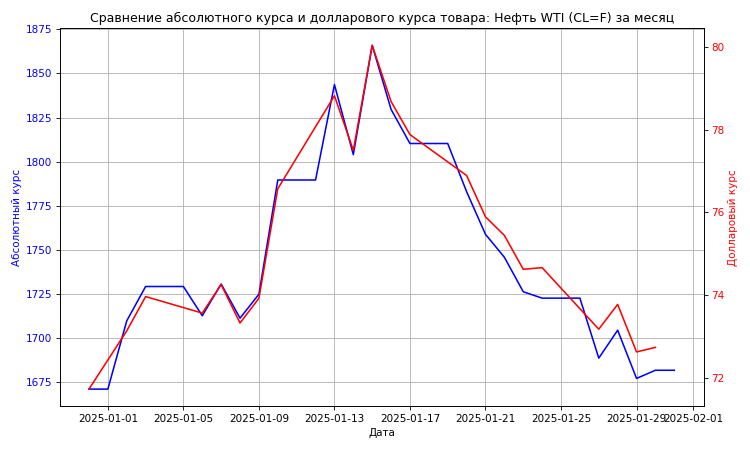 Сравнение абсолютного курса и долларового курса товара: Нефть WTI (CL=F) за месяц
Абсолютный курс
1875
1850
1825
1800
1775
1750
1725
1700
1675
80
78
76
74
72
Долларовый курс
2025-01-01 2025-01-05 2025-01-09 2025-01-13 2025-01-17 2025-01-21 2025-01-25 2025-01-29 2025-02-01
Дата